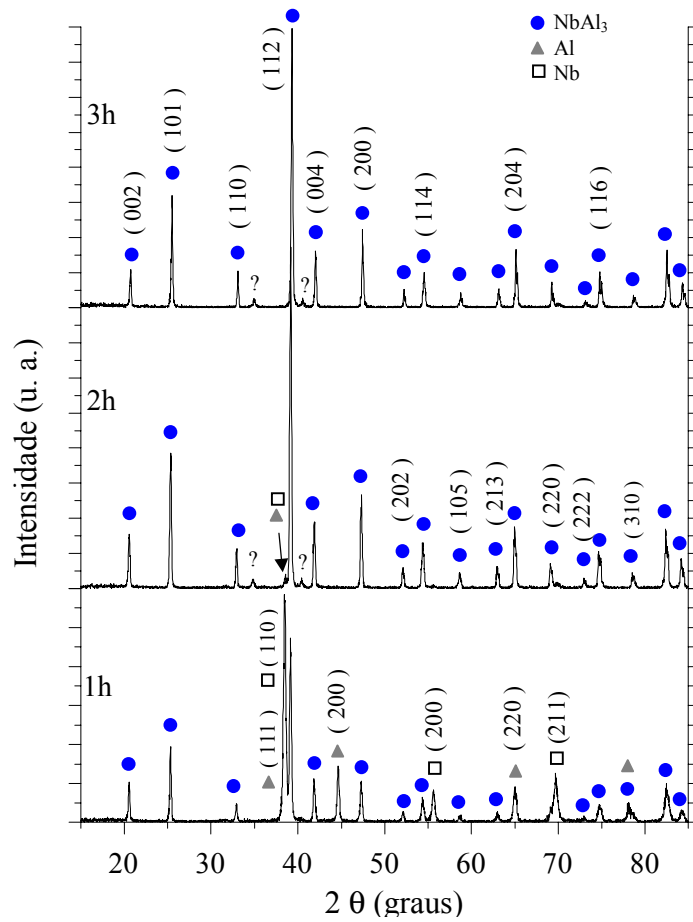 NbAl₃
Al
Nb
3h
( 002 )
( 101 )
( 110 )
( 112 )
( 004 )
( 200 )
( 114 )
( 204 )
( 116 )
?
?
2h
?
?
( 202 )
( 105 )
( 213 )
( 220 )
( 222 )
( 310 )
1h
( 111 )
( 110 )
( 200 )
( 200 )
( 220 )
(211)
Intensidade (u. a.)
20 30 40 50 60 70 80
2 θ (graus)